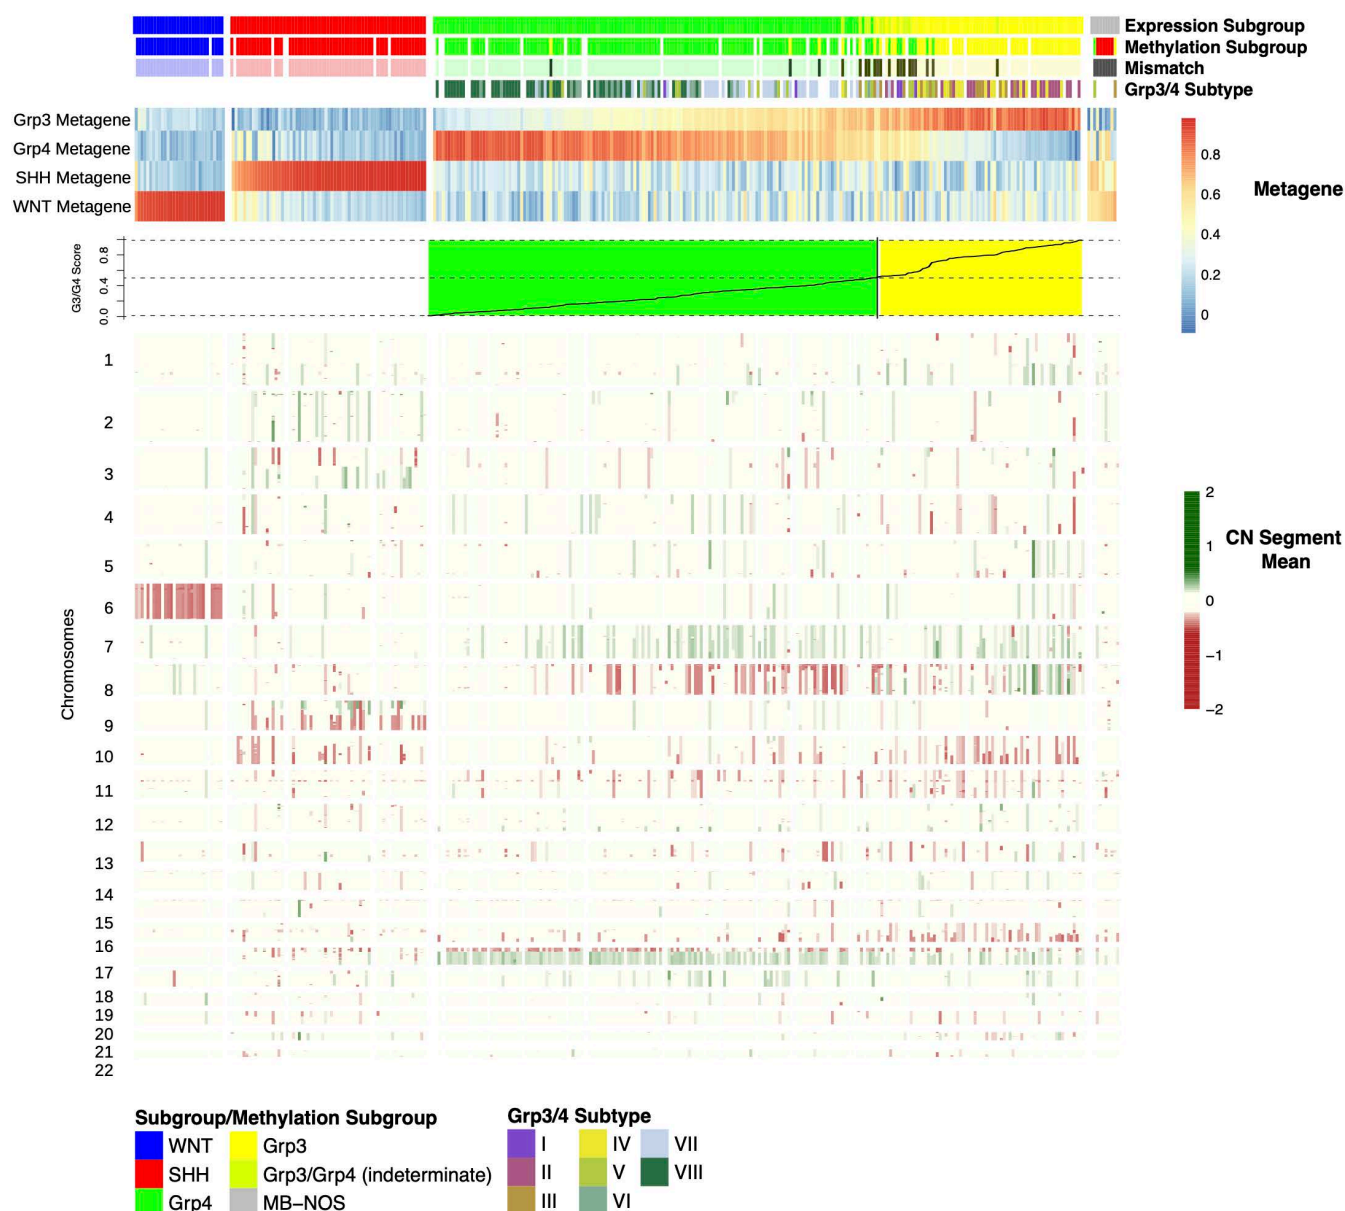 Expression Subgroup
Methylation Subgroup
Mismatch
Grp3/4 Subtype
Grp3 Metagene
Grp4 Metagene
SHH Metagene
WNT Metagene
0.8
0.6
0.4
0.2
0
Metagene
G3/G4 Score
0.8
0.4
0.0
Chromosomes
1
2
3
4
5
6
7
8
9
10
11
12
13
14
15
16
17
18
19
20
21
22
2
1
0
−1
−2
CN Segment
Mean
Subgroup/Methylation Subgroup
WNT
Grp3
SHH
Grp3/Grp4 (indeterminate)
Grp4
MB−NOS
Grp3/4 Subtype
I
IV
VII
II
V
VIII
III
VI